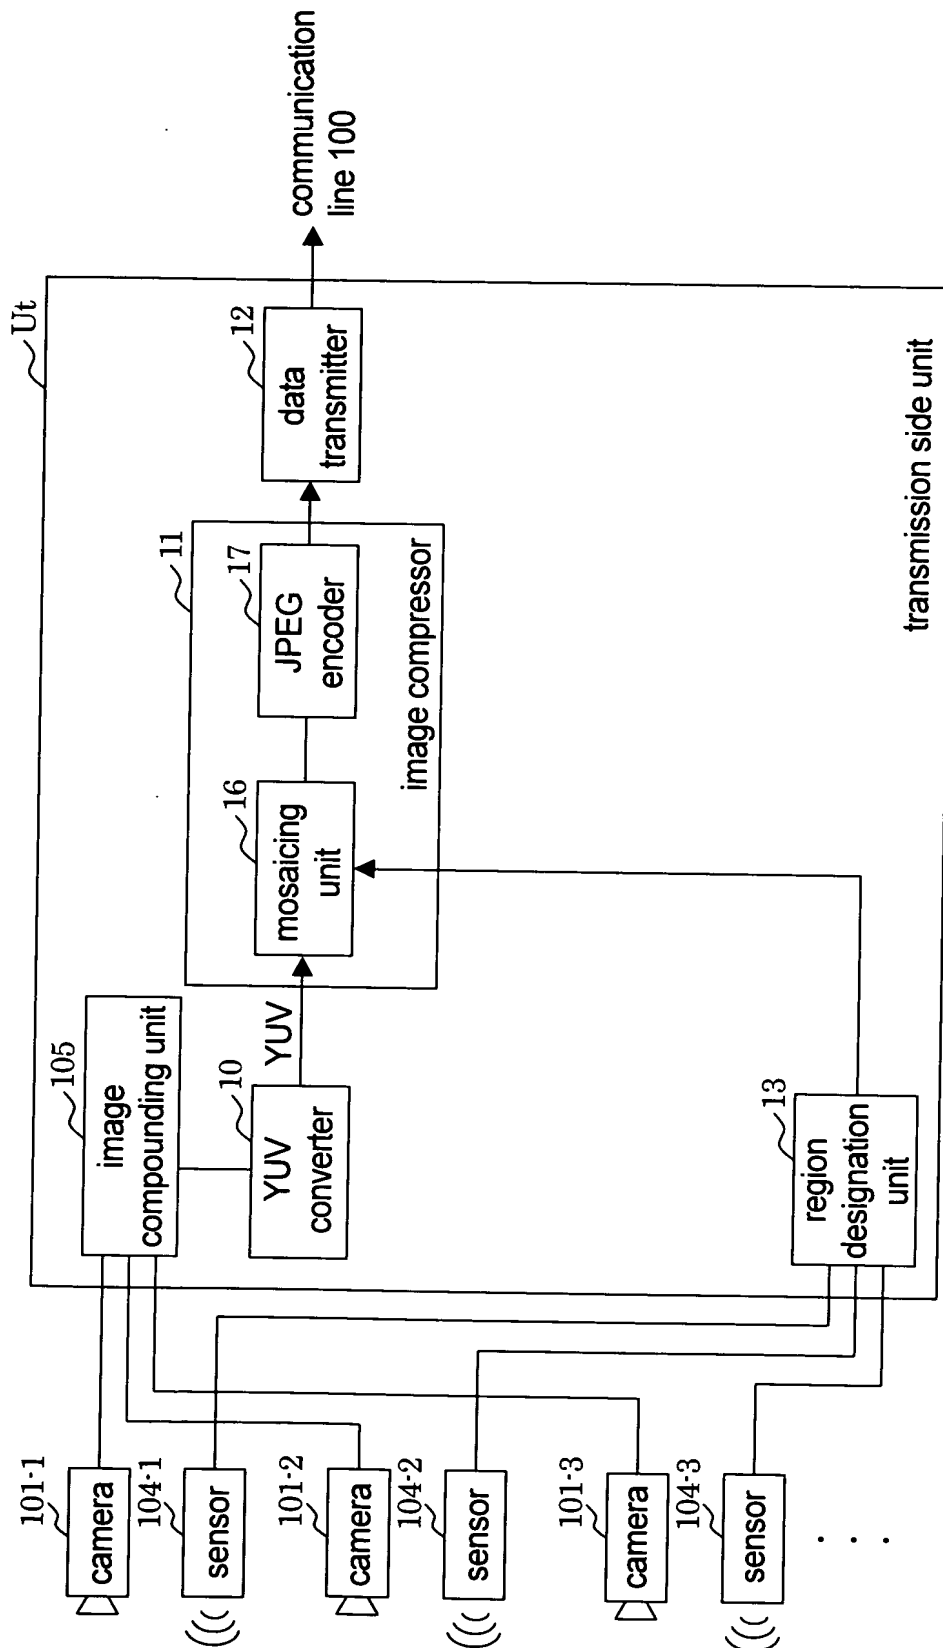 101-1
camera
104-1
sensor
101-2
camera
104-2
sensor
101-3
camera
104-3
sensor
. . .
Ut
105
image
compounding unit
10
YUV
converter
YUV
11
16
mosaicing
unit
17
JPEG
encoder
image compressor
12
data
transmitter
communication
line 100
13
region
designation
unit
transmission side unit